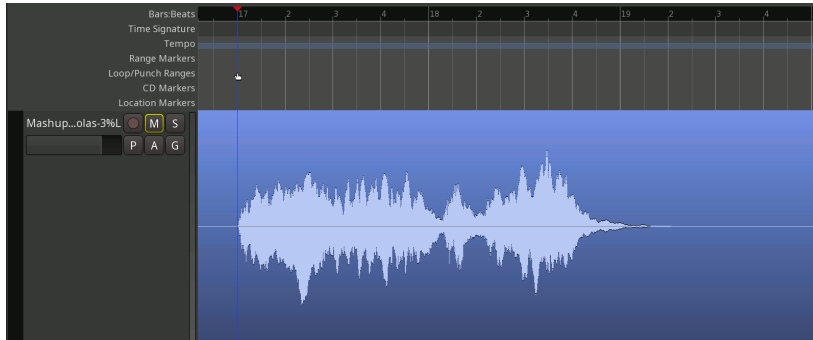 Bars:Beats 17 2 3 4 18 2 3 4 19 2 3 4
Time Signature
Tempo
Range Markers
Loop/Punch Ranges
CD Markers
Location Markers
Mashup...olas-3%L M S
P A G